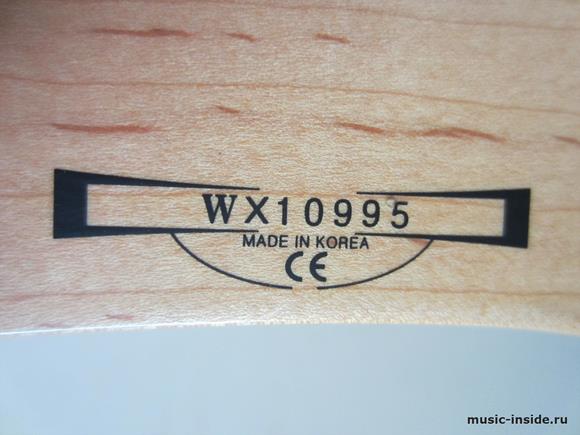 WX10995
MADE IN KOREA
CE
music-inside.ru